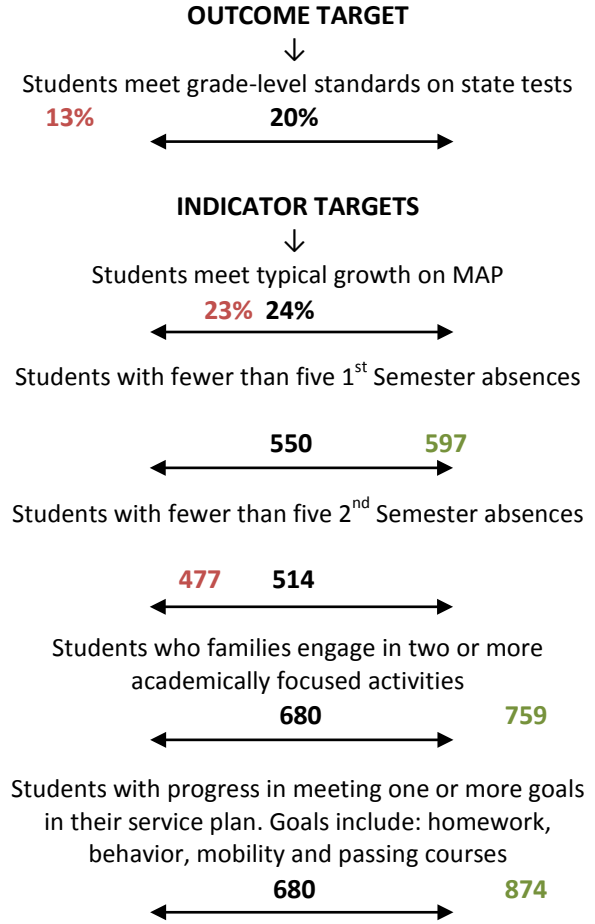 OUTCOME TARGET
↓
Students meet grade-level standards on state tests
13% 20%
INDICATOR TARGETS
↓
Students meet typical growth on MAP
23% 24%
Students with fewer than five 1st Semester absences
550 597
Students with fewer than five 2nd Semester absences
477 514
Students who families engage in two or more
academically focused activities
680 759
Students with progress in meeting one or more goals
in their service plan. Goals include: homework,
behavior, mobility and passing courses
680 874